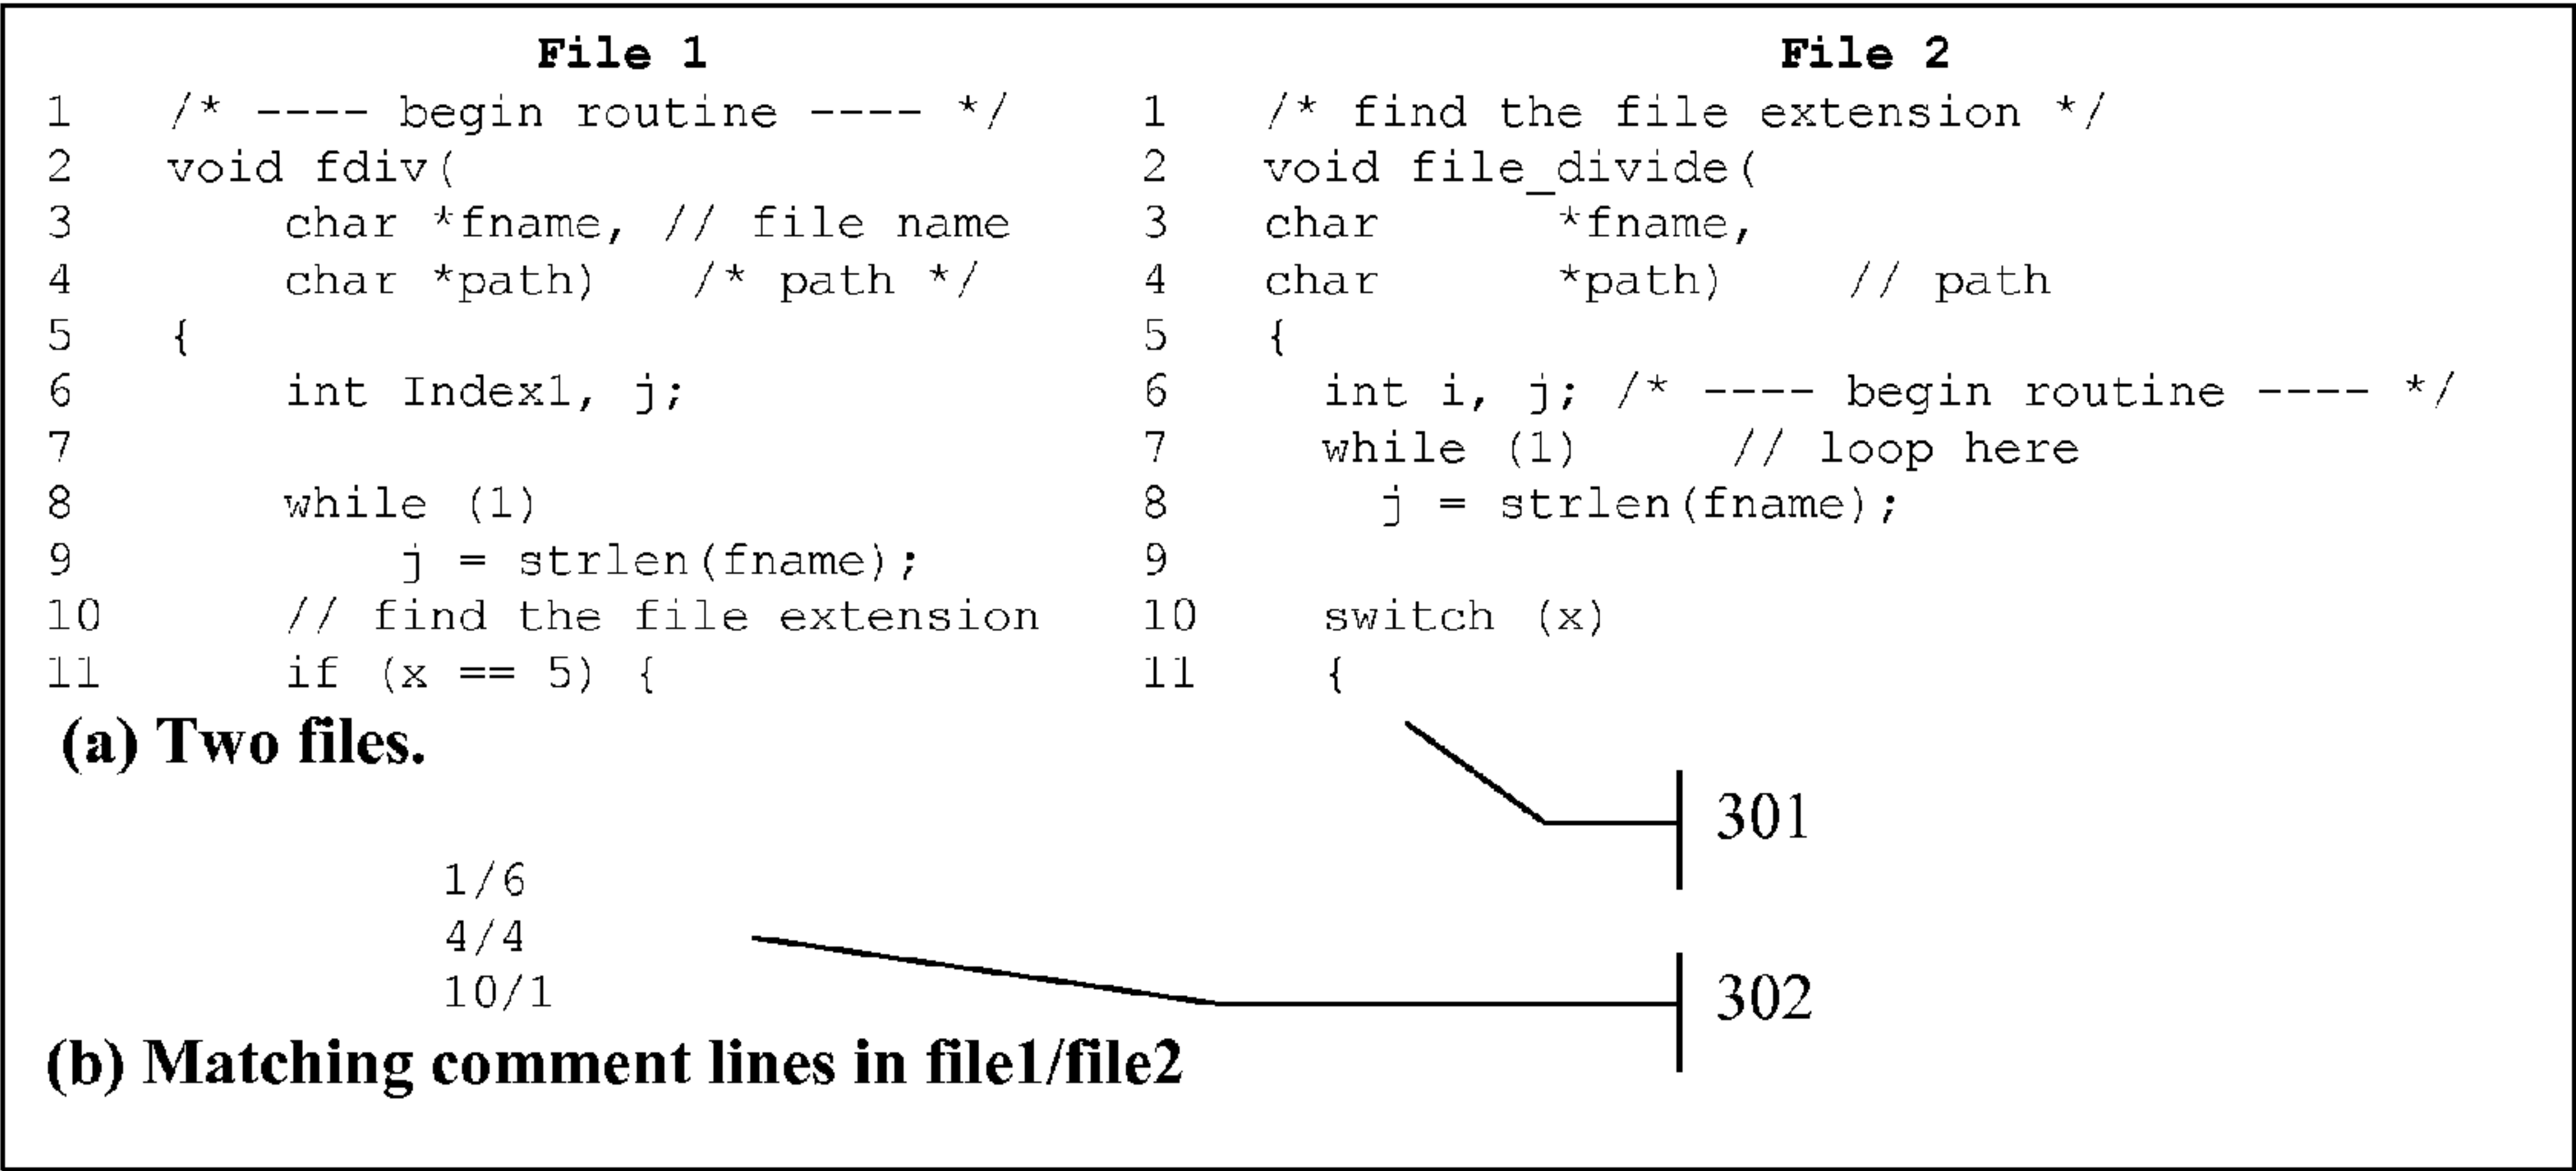 File 1
1 /* ---- begin routine ---- */
2 void fdiv(
3 char *fname, // file name
4 char *path) /* path */
5 {
6 int Index1, j;
7
8 while (1)
9 j = strlen(fname);
10 // find the file extension
11 if (x == 5) {
File 2
1 /* find the file extension */
2 void file_divide(
3 char *fname,
4 char *path) // path
5 {
6 int i, j; /* ---- begin routine ---- */
7 while (1) // loop here
8 j = strlen(fname);
9
10 switch (x)
11 {
(a) Two files.
301
1/6
4/4
10/1
302
(b) Matching comment lines in file1/file2